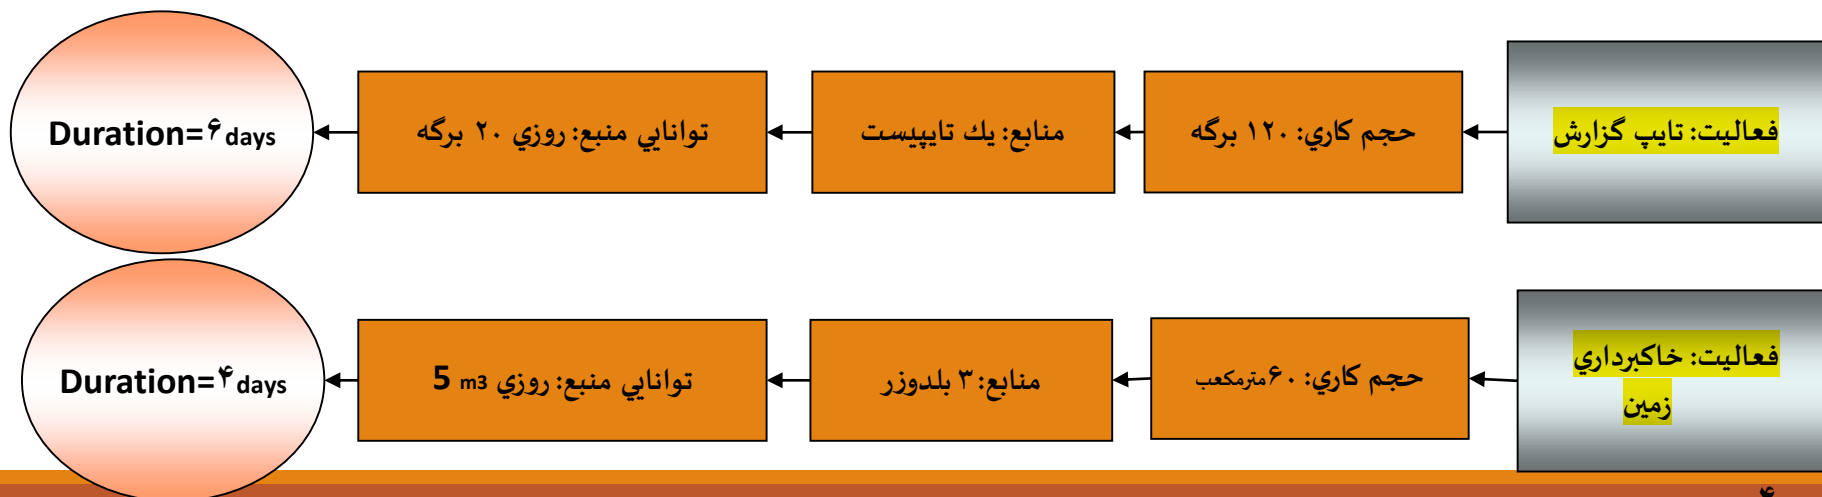 فعاليت: تايپ گزارش
حجم كاري: ۱۲۰ برگه
منابع: يك تايپيست
توانايي منبع: روزي ۲۰ برگه
Duration=۶ days
فعاليت: خاكبرداري
زمين
حجم كاري: ۶۰ مترمكعب
منابع: ۳ بلدوزر
توانايي منبع: روزي 5 m3
Duration=۴ days
۴